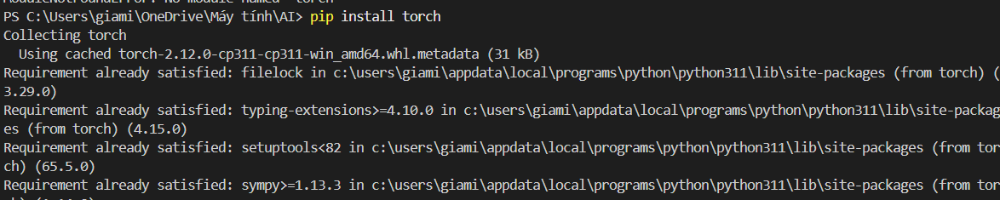 ModuleNotFoundError: No module named 'torch'
PS C:\Users\giami\OneDrive\Máy tính\AI> pip install torch
Collecting torch
  Using cached torch-2.12.0-cp311-cp311-win_amd64.whl.metadata (31 kB)
Requirement already satisfied: filelock in c:\users\giami\appdata\local\programs\python\python311\lib\site-packages (from torch) (
3.29.0)
Requirement already satisfied: typing-extensions>=4.10.0 in c:\users\giami\appdata\local\programs\python\python311\lib\site-packag
es (from torch) (4.15.0)
Requirement already satisfied: setuptools<82 in c:\users\giami\appdata\local\programs\python\python311\lib\site-packages (from tor
ch) (65.5.0)
Requirement already satisfied: sympy>=1.13.3 in c:\users\giami\appdata\local\programs\python\python311\lib\site-packages (from tor